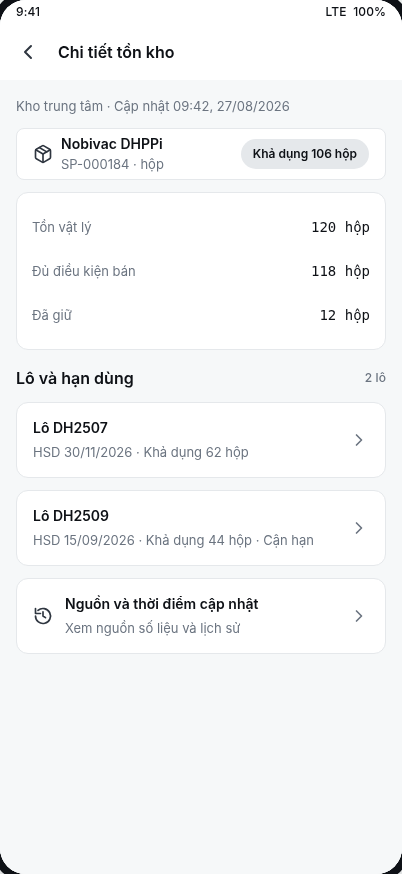 9:41
LTE 100%
Chi tiết tồn kho
Kho trung tâm · Cập nhật 09:42, 27/08/2026
Nobivac DHPPi
SP-000184 · hộp
Khả dụng 106 hộp
Tồn vật lý
120 hộp
Đủ điều kiện bán
118 hộp
Đã giữ
12 hộp
Lô và hạn dùng
2 lô
Lô DH2507
HSD 30/11/2026 · Khả dụng 62 hộp
Lô DH2509
HSD 15/09/2026 · Khả dụng 44 hộp · Cận hạn
Nguồn và thời điểm cập nhật
Xem nguồn số liệu và lịch sử